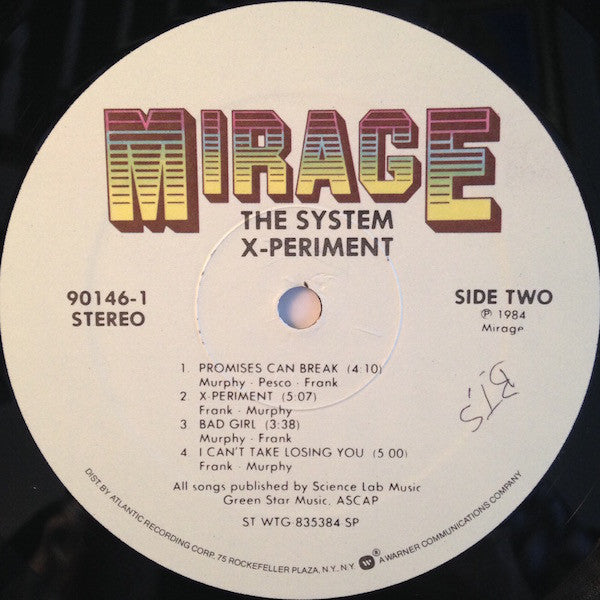 MIRAGE
THE SYSTEM
X-PERIMENT
90146-1
STEREO
SIDE TWO
℗ 1984
Mirage
1. PROMISES CAN BREAK (4:10)
Murphy · Pesco · Frank
2 X-PERIMENT (5:07)
Frank · Murphy
3 BAD GIRL (3:38)
Murphy · Frank
4 I CAN'T TAKE LOSING YOU (5 00)
Frank · Murphy
All songs published by Science Lab Music
Green Star Music, ASCAP
ST WTG-835384 SP
DIST. BY ATLANTIC RECORDING CORP., 75 ROCKEFELLER PLAZA, N.Y., N.Y. W ® A WARNER COMMUNICATIONS COMPANY